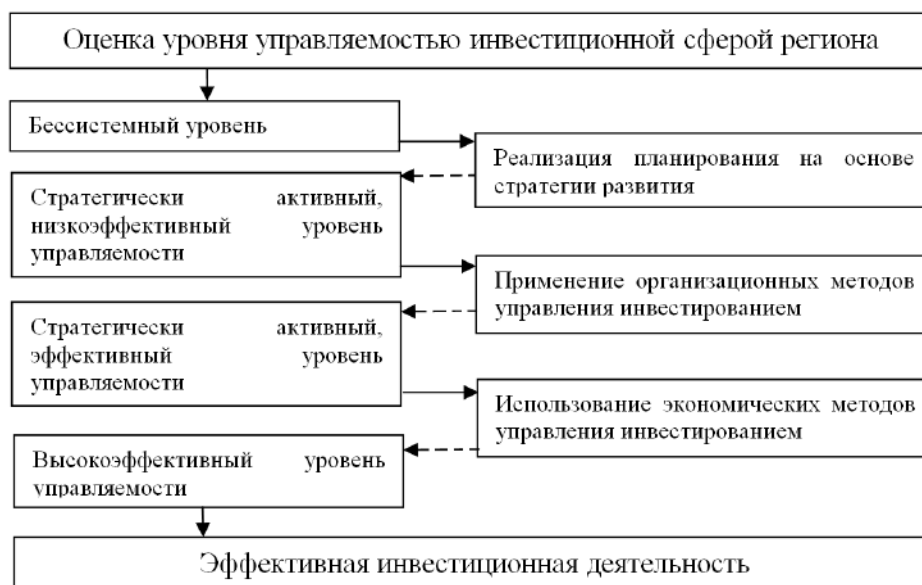 Оценка уровня управляемостью инвестиционной сферой региона
Бессистемный уровень
Реализация планирования на основе
стратегии развития
Стратегически активный,
низкоэффективный уровень
управляемости
Применение организационных методов
управления инвестированием
Стратегически активный,
эффективный уровень
управляемости
Использование экономических методов
управления инвестированием
Высокоэффективный уровень
управляемости
Эффективная инвестиционная деятельность